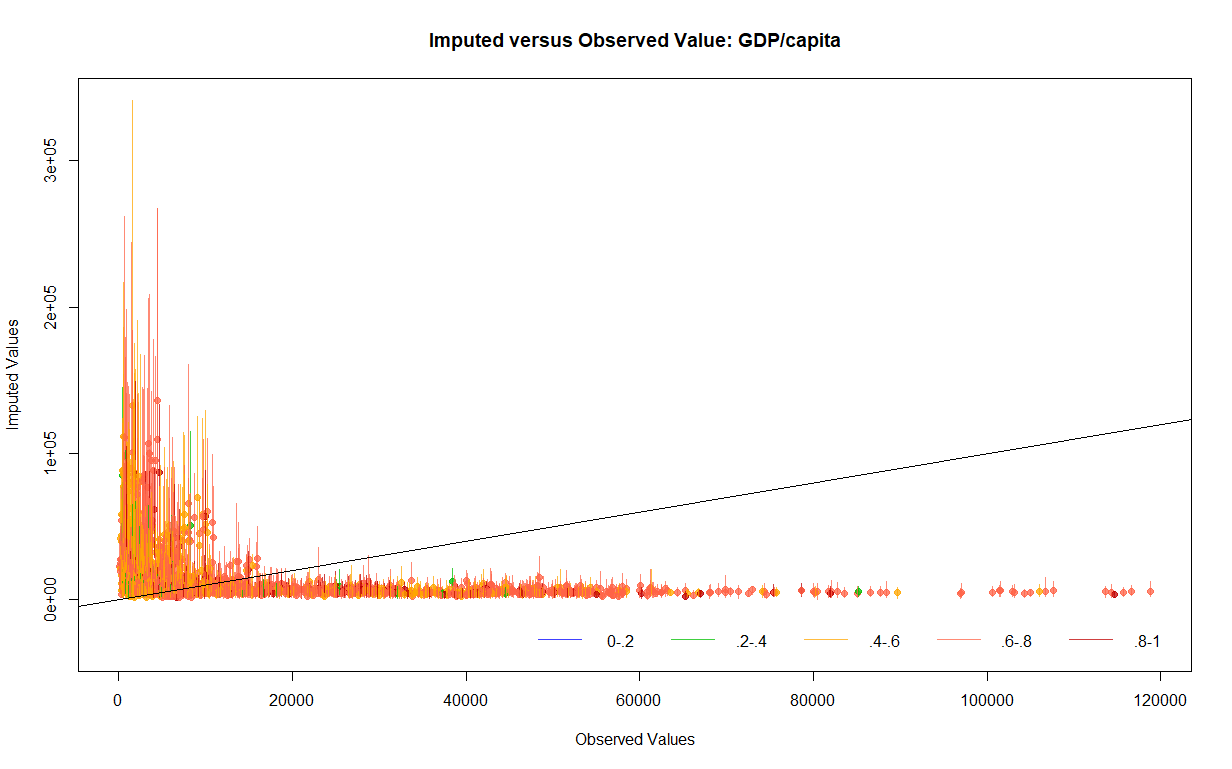 Imputed versus Observed Value: GDP/capita
Imputed Values
3e+05
2e+05
1e+05
0e+00
0-.2 .2-.4 .4-.6 .6-.8 .8-1
0 20000 40000 60000 80000 100000 120000
Observed Values